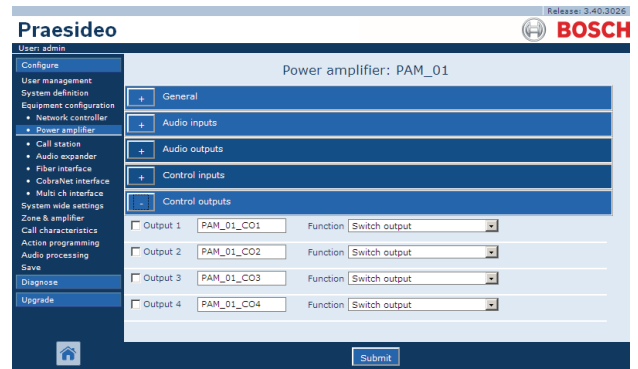 Release: 3.40.3026
Praesideo
BOSCH
User: admin
Configure
User management
System definition
Equipment configuration
• Network controller
• Power amplifier
• Call station
• Audio expander
• Fiber interface
• CobraNet interface
• Multi ch interface
System wide settings
Zone & amplifier
Call characteristics
Action programming
Audio processing
Save
Diagnose
Upgrade
Power amplifier: PAM_01
+ General
+ Audio inputs
+ Audio outputs
+ Control inputs
- Control outputs
Output 1 PAM_01_CO1 Function Switch output
Output 2 PAM_01_CO2 Function Switch output
Output 3 PAM_01_CO3 Function Switch output
Output 4 PAM_01_CO4 Function Switch output
Submit